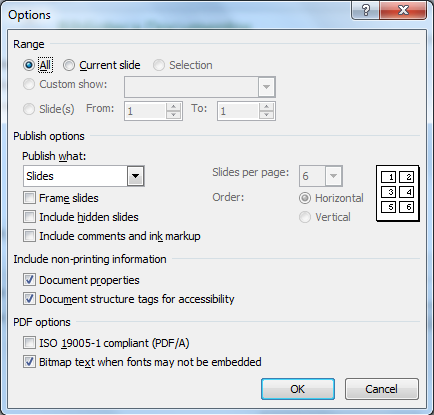 Options
Range
All Current slide Selection
Custom show:
Slide(s) From: 1 To: 1
Publish options
Publish what:
Slides
Slides per page: 6
Frame slides
Order: Horizontal
Include hidden slides
Vertical
Include comments and ink markup
1 2
3 4
5 6
Include non-printing information
Document properties
Document structure tags for accessibility
PDF options
ISO 19005-1 compliant (PDF/A)
Bitmap text when fonts may not be embedded
OK Cancel